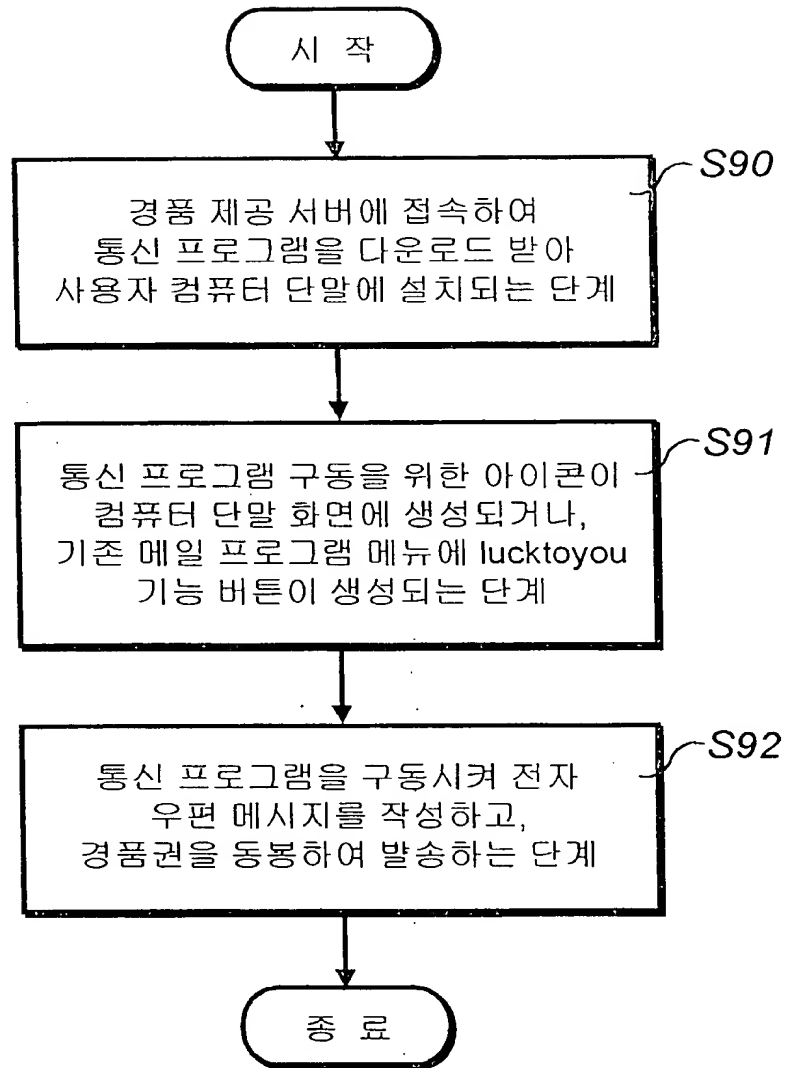 시 작
S90
경품 제공 서버에 접속하여
통신 프로그램을 다운로드 받아
사용자 컴퓨터 단말에 설치되는 단계
S91
통신 프로그램 구동을 위한 아이콘이
컴퓨터 단말 화면에 생성되거나,
기존 메일 프로그램 메뉴에 lucktoyou
기능 버튼이 생성되는 단계
S92
통신 프로그램을 구동시켜 전자
우편 메시지를 작성하고,
경품권을 동봉하여 발송하는 단계
종 료